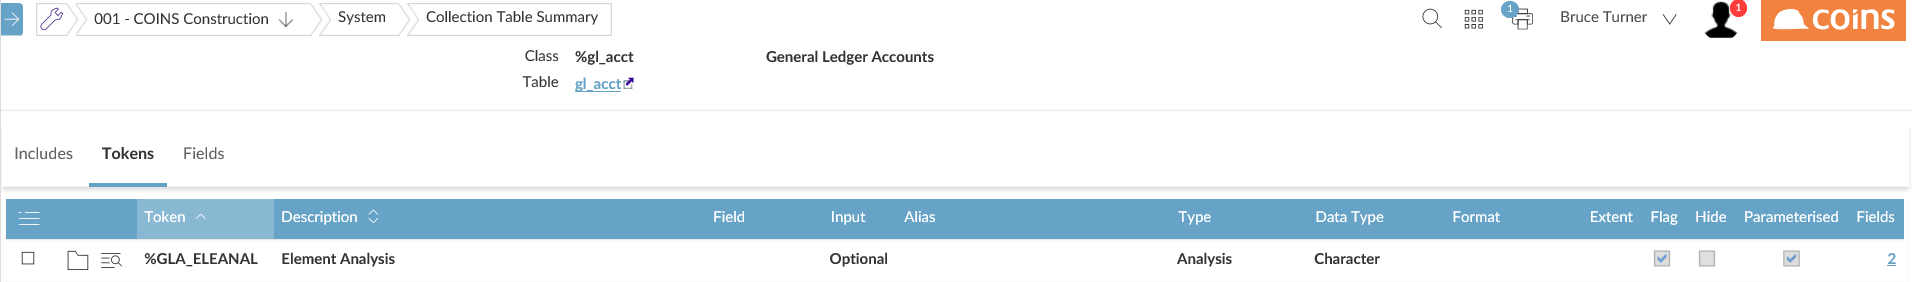 001 - COINS Construction System Collection Table Summary 1 Bruce Turner 1 coins
Class %gl_acct General Ledger Accounts
Table gl_acct
Includes Tokens Fields
Token Description Field Input Alias Type Data Type Format Extent Flag Hide Parameterised Fields
%GLA_ELEANAL Element Analysis Optional Analysis Character 2